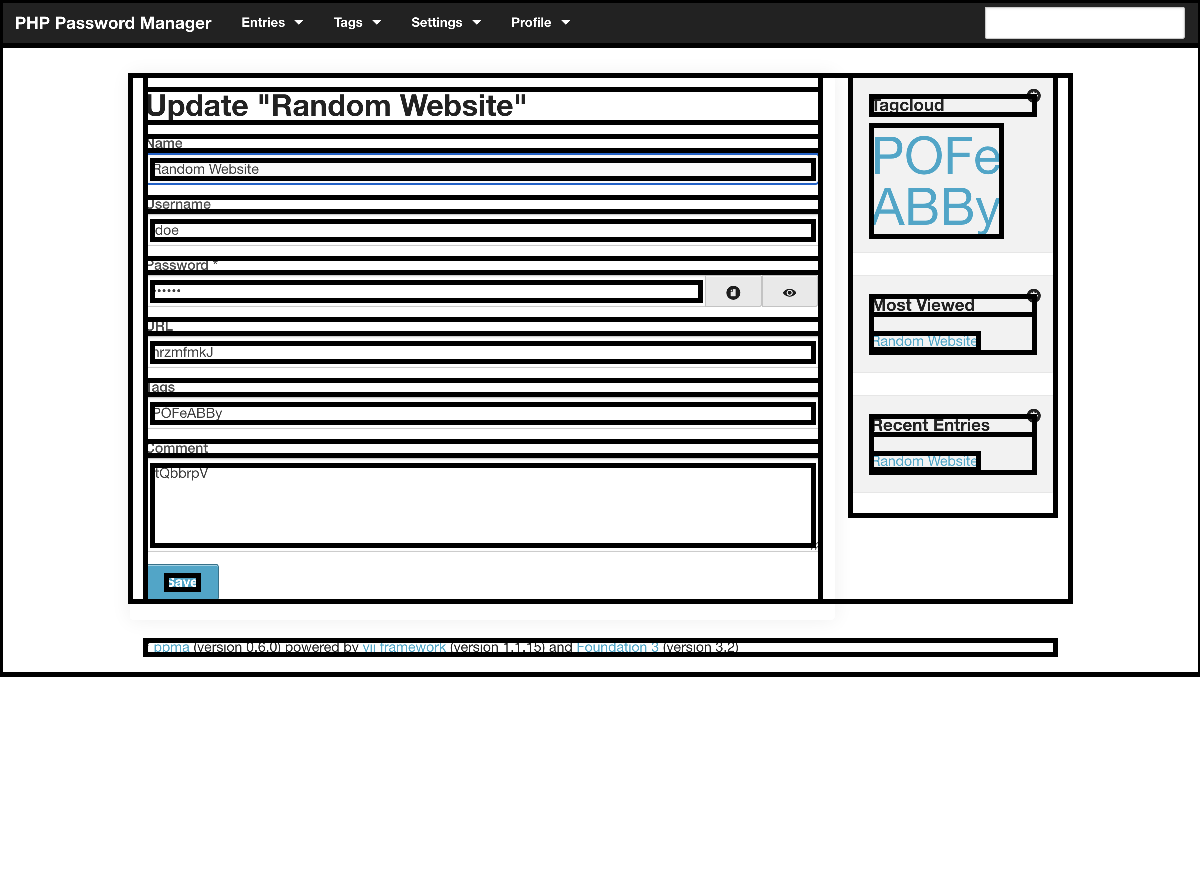 PHP Password Manager Entries Tags Settings Profile
Update "Random Website"
Name
Random Website
Username
doe
Password *
••••••
URL
hrzmfmkJ
Tags
POFeABBy
Comment
Save
Tagcloud
POFe
ABBy
Most Viewed
Random Website
Recent Entries
Random Website
ppma (version 0.6.0) powered by yii framework (version 1.1.15) and Foundation 3 (version 3.2)